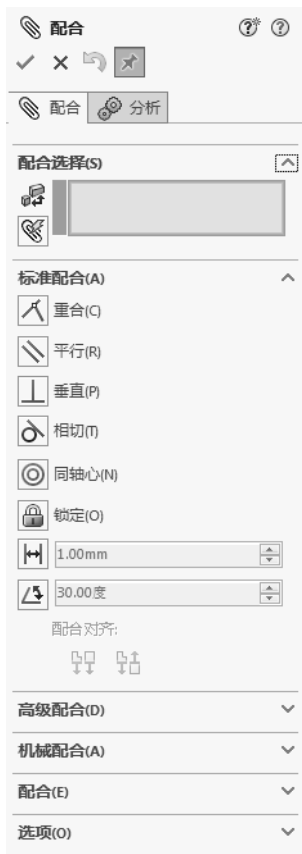 配合
配合 分析
配合选择(S)
标准配合(A)
重合(C)
平行(R)
垂直(P)
相切(T)
同轴心(N)
锁定(O)
1.00mm
30.00度
配合对齐:
高级配合(D)
机械配合(A)
配合(E)
选项(O)